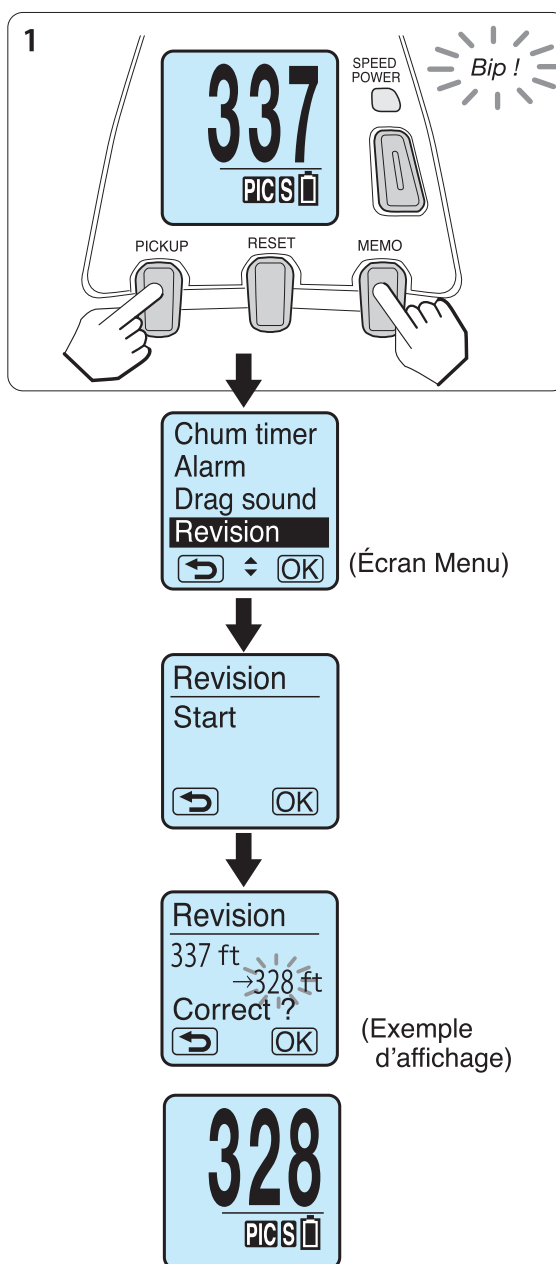 1
337
PIC S
SPEED
POWER
Bip !
PICKUP
RESET
MEMO
Chum timer
Alarm
Drag sound
Revision
OK
(Écran Menu)
Revision
Start
OK
Revision
337 ft
→328 ft
Correct ?
OK
(Exemple
d'affichage)
328
PIC S